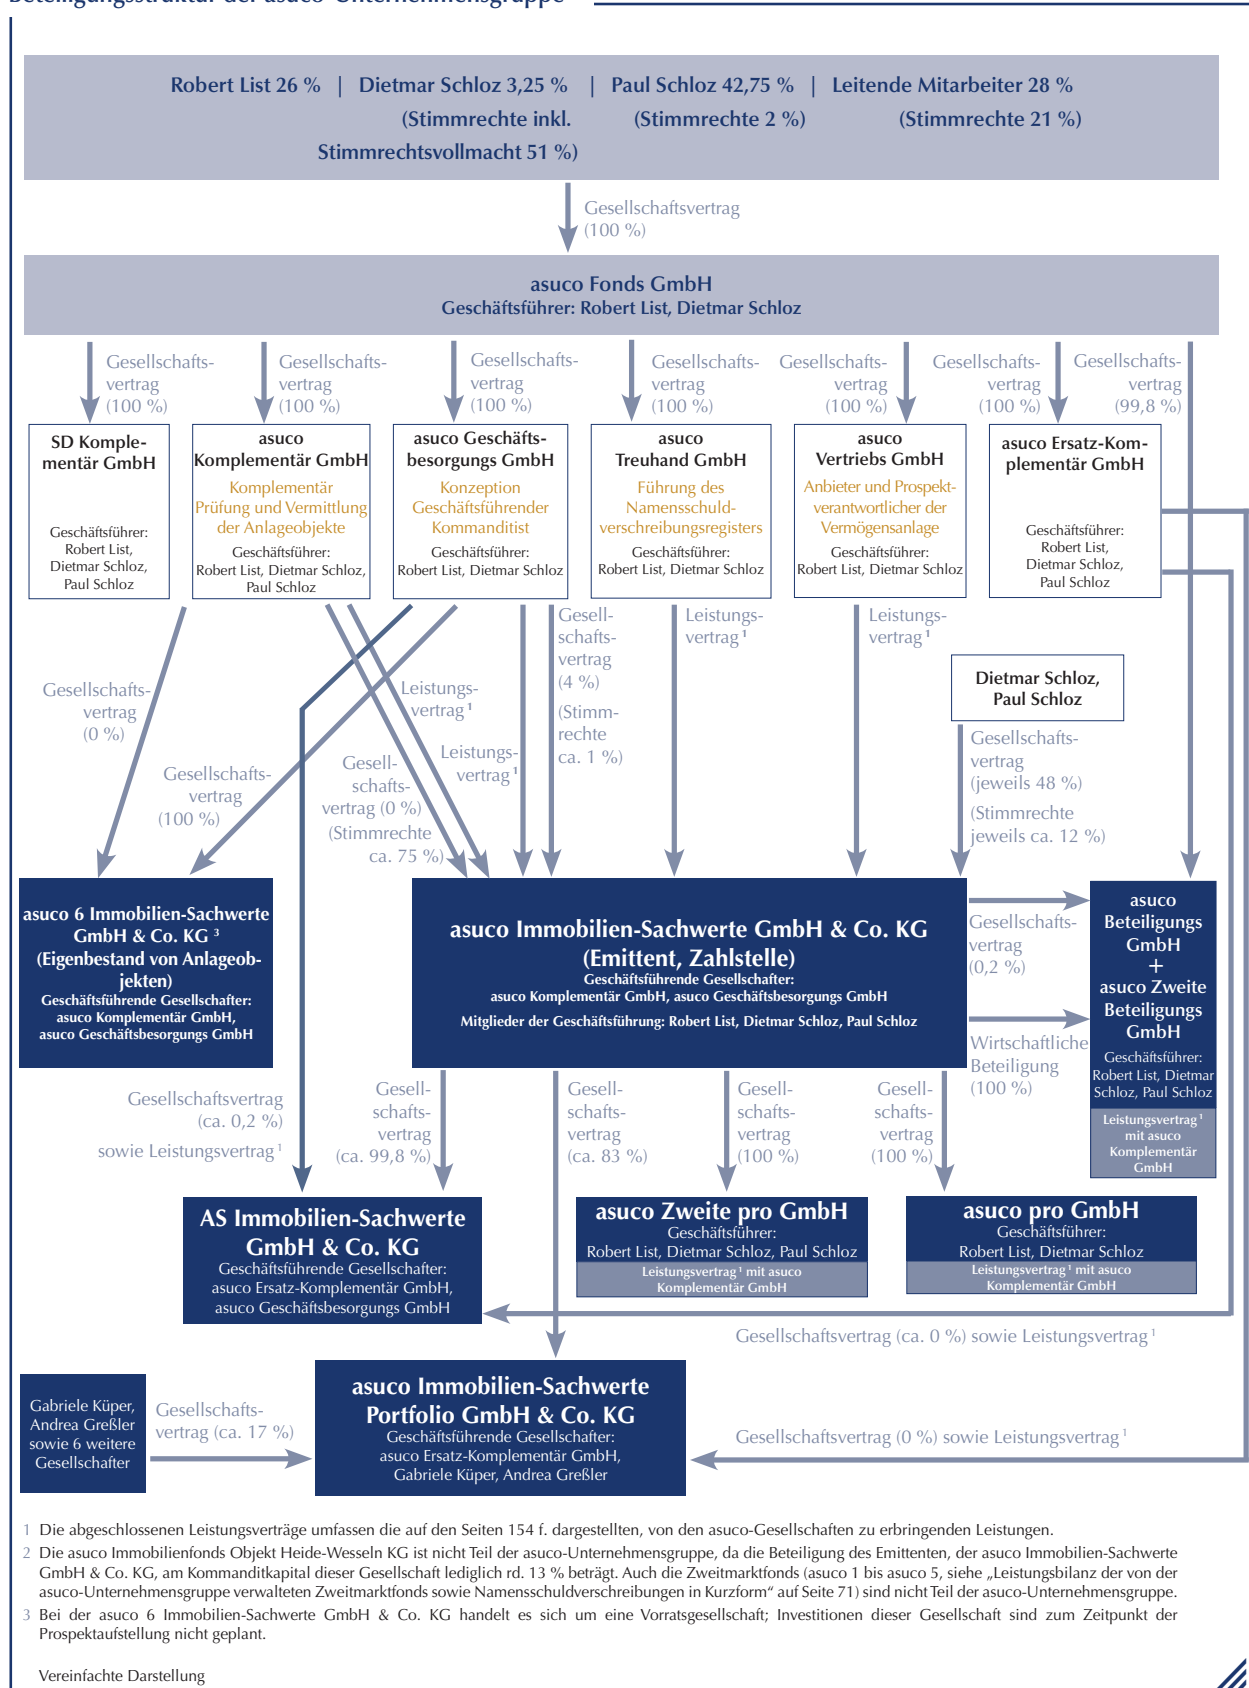 Beteiligungsstruktur der asuco-Unternehmensgruppe
Robert List 26 % | Dietmar Schloz 3,25 % | Paul Schloz 42,75 % | Leitende Mitarbeiter 28 %
(Stimmrechte inkl. (Stimmrechte 2 %) (Stimmrechte 21 %)
Stimmrechtsvollmacht 51 %)
Gesellschaftsvertrag
(100 %)
asuco Fonds GmbH
Geschäftsführer: Robert List, Dietmar Schloz
Gesellschafts-
vertrag
(100 %)
Gesellschafts-
vertrag
(100 %)
Gesellschafts-
vertrag
(100 %)
Gesellschafts-
vertrag
(100 %)
Gesellschafts-
vertrag
(100 %)
Gesellschafts-
vertrag
(100 %)
Gesellschafts-
vertrag
(99,8 %)
SD Komple-
mentär GmbH
Geschäftsführer:
Robert List,
Dietmar Schloz,
Paul Schloz
asuco
Komplementär GmbH
Komplementär
Prüfung und Vermittlung
der Anlageobjekte
Geschäftsführer:
Robert List, Dietmar Schloz,
Paul Schloz
asuco Geschäfts-
besorgungs GmbH
Konzeption
Geschäftsführender
Kommanditist
Geschäftsführer:
Robert List, Dietmar Schloz
asuco
Treuhand GmbH
Führung des
Namensschuld-
verschreibungsregisters
Geschäftsführer:
Robert List, Dietmar Schloz
asuco
Vertriebs GmbH
Anbieter und Prospekt-
verantwortlicher der
Vermögensanlage
Geschäftsführer:
Robert List, Dietmar Schloz
asuco Ersatz-Kom-
plementär GmbH
Geschäftsführer:
Robert List,
Dietmar Schloz,
Paul Schloz
Gesellschafts-
vertrag
(0 %)
Gesellschafts-
vertrag
(100 %)
Gesell-
schafts-
vertrag (0 %)
(Stimmrechte
ca. 75 %)
Leistungs-
vertrag ¹
Leistungs-
vertrag ¹
Gesell-
schafts-
vertrag
(4 %)
(Stimm-
rechte
ca. 1 %)
Leistungs-
vertrag ¹
Leistungs-
vertrag ¹
Dietmar Schloz,
Paul Schloz
Gesellschafts-
vertrag
(jeweils 48 %)
(Stimmrechte
jeweils ca. 12 %)
asuco 6 Immobilien-Sachwerte
GmbH & Co. KG ³
(Eigenbestand von Anlageob-
jekten)
Geschäftsführende Gesellschafter:
asuco Komplementär GmbH,
asuco Geschäftsbesorgungs GmbH
asuco Immobilien-Sachwerte GmbH & Co. KG
(Emittent, Zahlstelle)
Geschäftsführende Gesellschafter:
asuco Komplementär GmbH, asuco Geschäftsbesorgungs GmbH
Mitglieder der Geschäftsführung: Robert List, Dietmar Schloz, Paul Schloz
Gesellschafts-
vertrag
(0,2 %)
Wirtschaftliche
Beteiligung
(100 %)
asuco
Beteiligungs
GmbH
+
asuco Zweite
Beteiligungs
GmbH
Geschäftsführer:
Robert List, Dietmar
Schloz, Paul Schloz
Leistungsvertrag ¹
mit asuco
Komplementär
GmbH
Gesellschaftsvertrag
(ca. 0,2 %)
sowie Leistungsvertrag ¹
Gesell-
schafts-
vertrag
(ca. 99,8 %)
Gesell-
schafts-
vertrag
(ca. 83 %)
Gesell-
schafts-
vertrag
(100 %)
Gesell-
schafts-
vertrag
(100 %)
AS Immobilien-Sachwerte
GmbH & Co. KG
Geschäftsführende Gesellschafter:
asuco Ersatz-Komplementär GmbH,
asuco Geschäftsbesorgungs GmbH
asuco Zweite pro GmbH
Geschäftsführer:
Robert List, Dietmar Schloz, Paul Schloz
Leistungsvertrag ¹ mit asuco
Komplementär GmbH
asuco pro GmbH
Geschäftsführer:
Robert List, Dietmar Schloz
Leistungsvertrag ¹ mit asuco
Komplementär GmbH
Gesellschaftsvertrag (ca. 0 %) sowie Leistungsvertrag ¹
Gabriele Küper,
Andrea Greßler
sowie 6 weitere
Gesellschafter
Gesellschafts-
vertrag (ca. 17 %)
asuco Immobilien-Sachwerte
Portfolio GmbH & Co. KG
Geschäftsführende Gesellschafter:
asuco Ersatz-Komplementär GmbH,
Gabriele Küper, Andrea Greßler
Gesellschaftsvertrag (0 %) sowie Leistungsvertrag ¹
1 Die abgeschlossenen Leistungsverträge umfassen die auf den Seiten 154 f. dargestellten, von den asuco-Gesellschaften zu erbringenden Leistungen.
2 Die asuco Immobilienfonds Objekt Heide-Wesseln KG ist nicht Teil der asuco-Unternehmensgruppe, da die Beteiligung des Emittenten, der asuco Immobilien-Sachwerte
GmbH & Co. KG, am Kommanditkapital dieser Gesellschaft lediglich rd. 13 % beträgt. Auch die Zweitmarktfonds (asuco 1 bis asuco 5, siehe „Leistungsbilanz der von der
asuco-Unternehmensgruppe verwalteten Zweitmarktfonds sowie Namensschuldverschreibungen in Kurzform“ auf Seite 71) sind nicht Teil der asuco-Unternehmensgruppe.
3 Bei der asuco 6 Immobilien-Sachwerte GmbH & Co. KG handelt es sich um eine Vorratsgesellschaft; Investitionen dieser Gesellschaft sind zum Zeitpunkt der
Prospektaufstellung nicht geplant.
Vereinfachte Darstellung